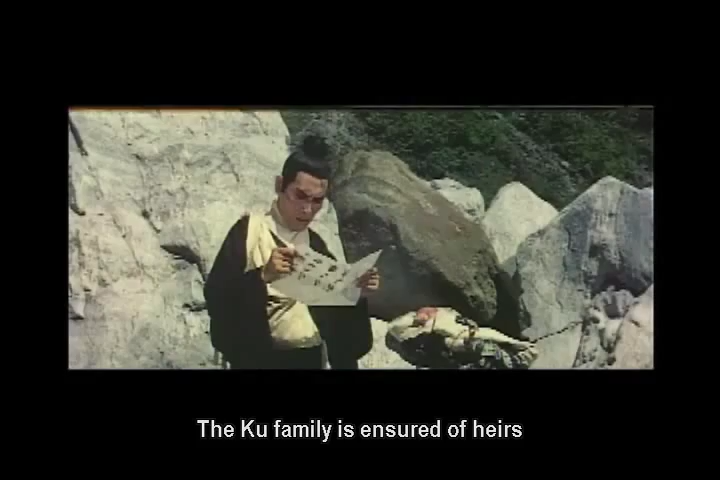 The Ku family is ensured of heirs